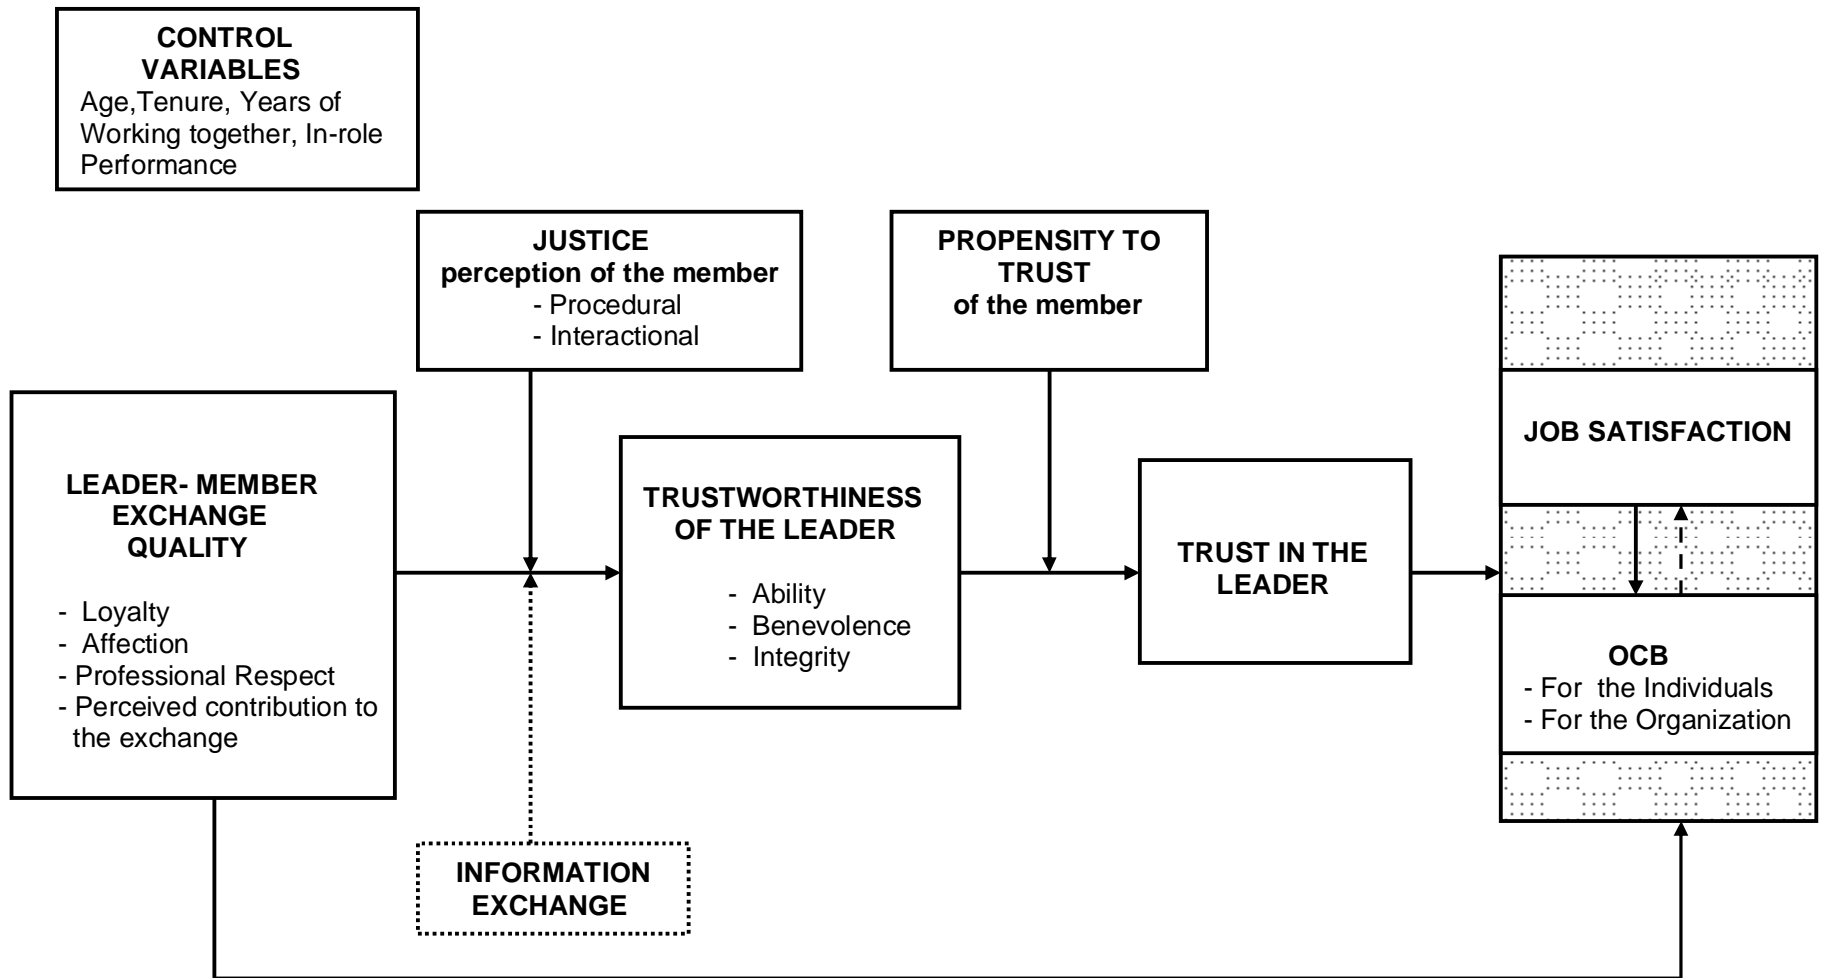 CONTROL
VARIABLES
Age,Tenure, Years of
Working together, In-role
Performance
JUSTICE
perception of the member
- Procedural
- Interactional
PROPENSITY TO
TRUST
of the member
LEADER- MEMBER
EXCHANGE
QUALITY
- Loyalty
- Affection
- Professional Respect
- Perceived contribution to
the exchange
TRUSTWORTHINESS
OF THE LEADER
- Ability
- Benevolence
- Integrity
TRUST IN THE
LEADER
JOB SATISFACTION
OCB
- For the Individuals
- For the Organization
INFORMATION
EXCHANGE